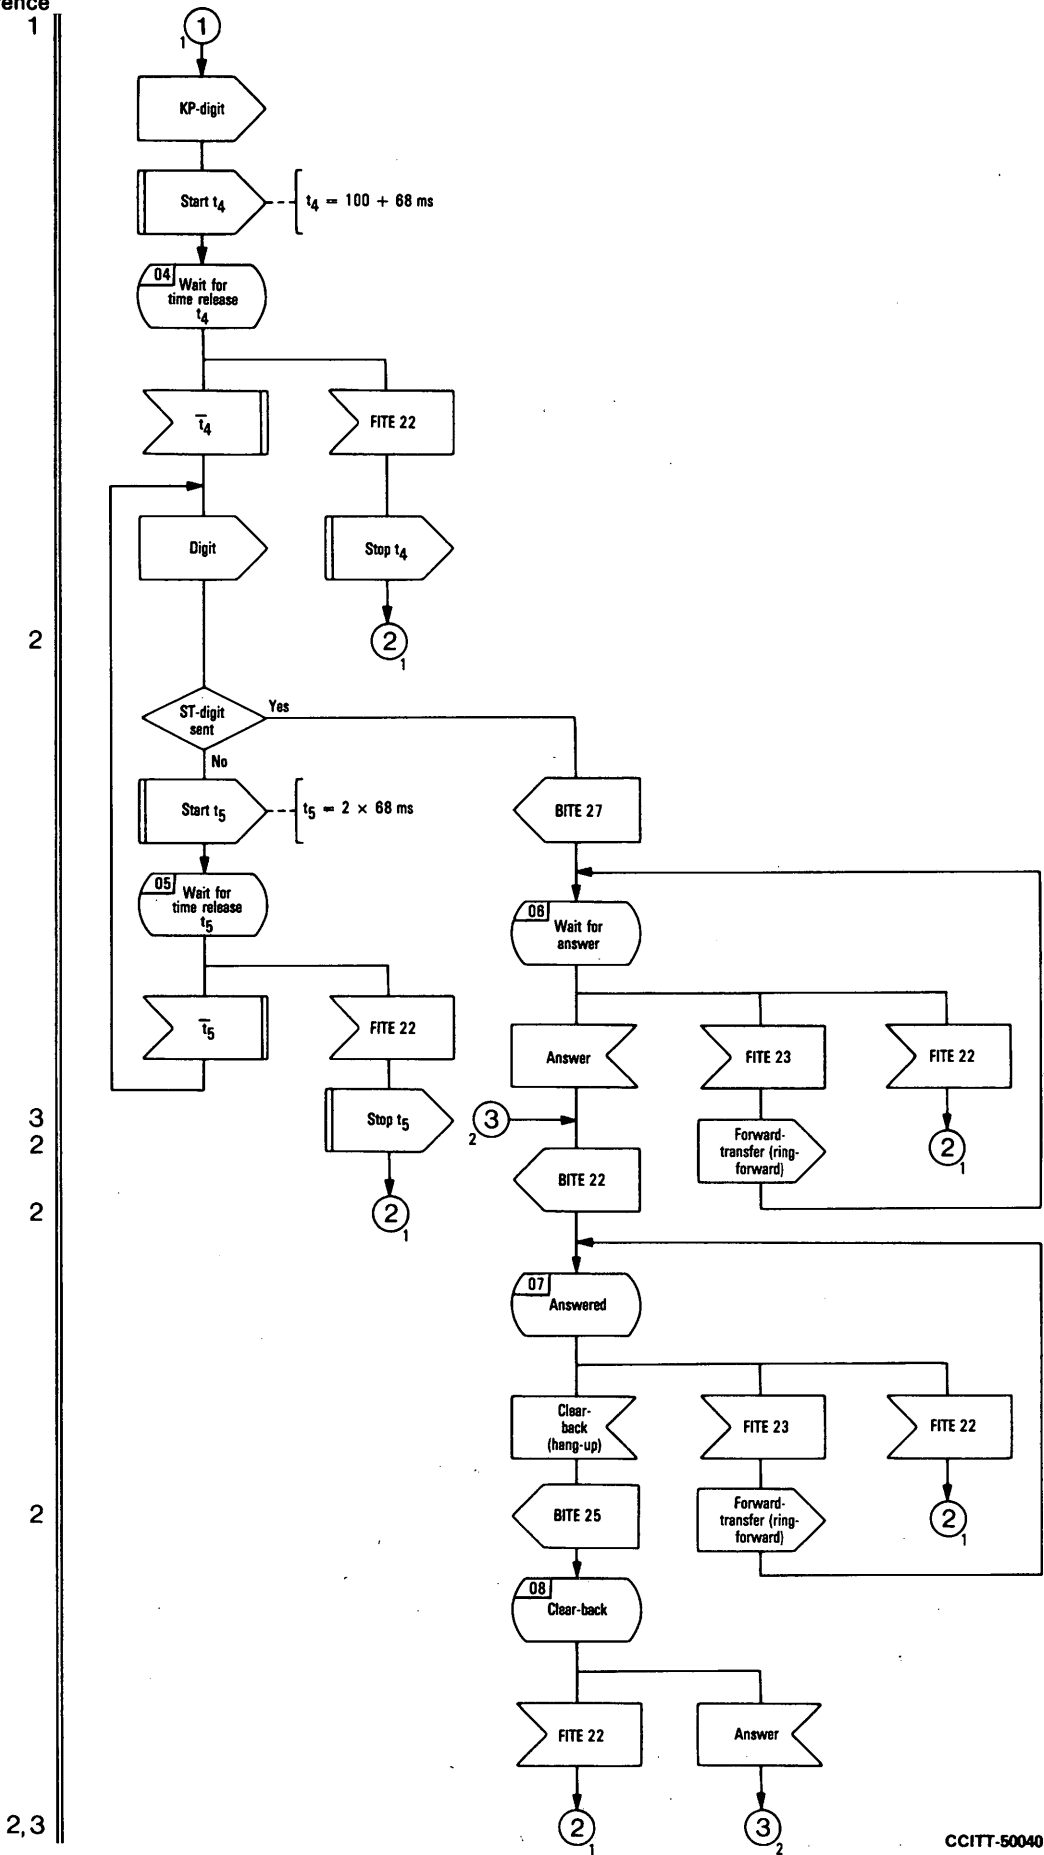 ence
1
1
1
KP-digit
Start t4
t4 = 100 + 68 ms
04
Wait for
time release
t4
t̅4
FITE 22
Digit
Stop t4
2
2
1
ST-digit
sent
Yes
No
Start t5
t5 = 2 × 68 ms
BITE 27
05
Wait for
time release
t5
06
Wait for
answer
t̅5
FITE 22
Answer
FITE 23
FITE 22
3
2
Stop t5
3
2
Forward-
transfer (ring-
forward)
2
1
BITE 22
2
2
1
07
Answered
Clear-
back
(hang-up)
FITE 23
FITE 22
2
BITE 25
Forward-
transfer (ring-
forward)
2
1
08
Clear-back
FITE 22
Answer
2,3
2
1
3
2
CCITT-50040